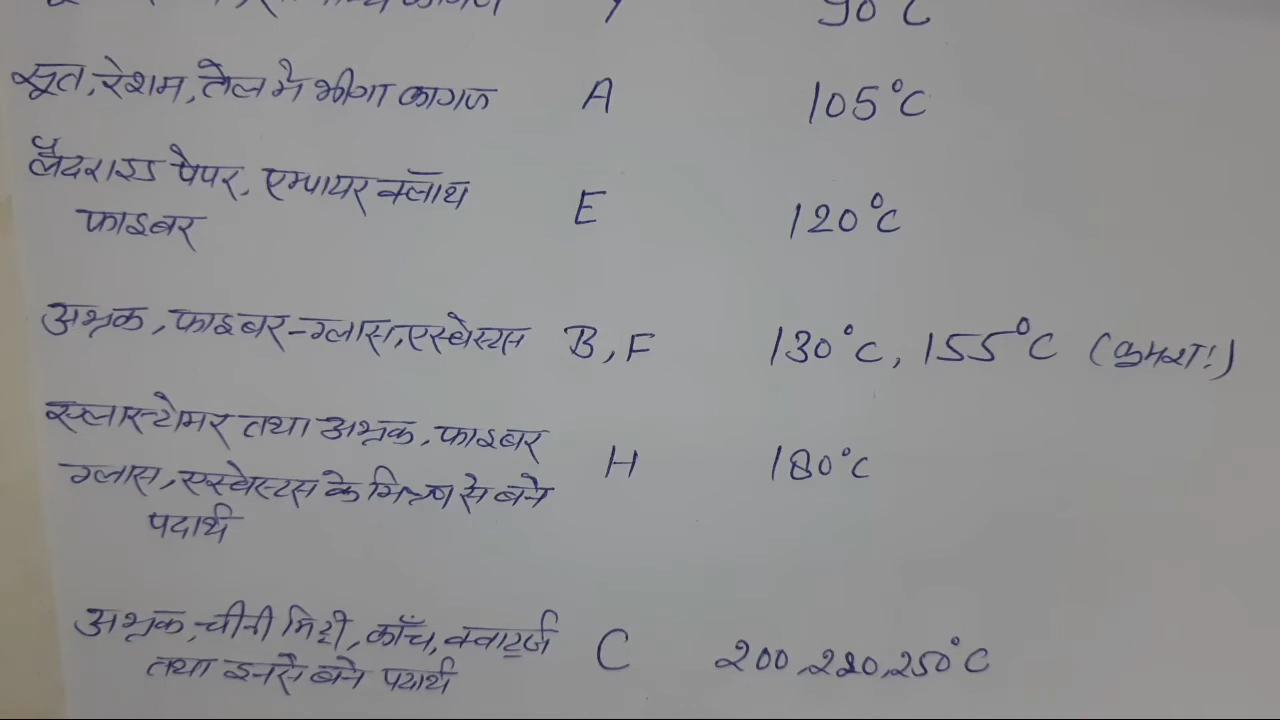 Y 90°C
सूत, रेशम, तेल मे भीगा कागज A 105°C
लैदराइड पेपर, एम्पायर क्लॉथ
फाइबर E 120°C
अभ्रक, फाइबर-ग्लास, एस्बेस्टस B, F 130°C, 155°C (क्रमशः)
इलास्टोमर तथा अभ्रक, फाइबर
ग्लास, एस्बेस्टस के मिश्रण से बने H 180°C
पदार्थ
अभ्रक, चीनी मिट्टी, काँच, क्वार्ट्ज C 200, 220, 250°C
तथा इनसे बने पदार्थ